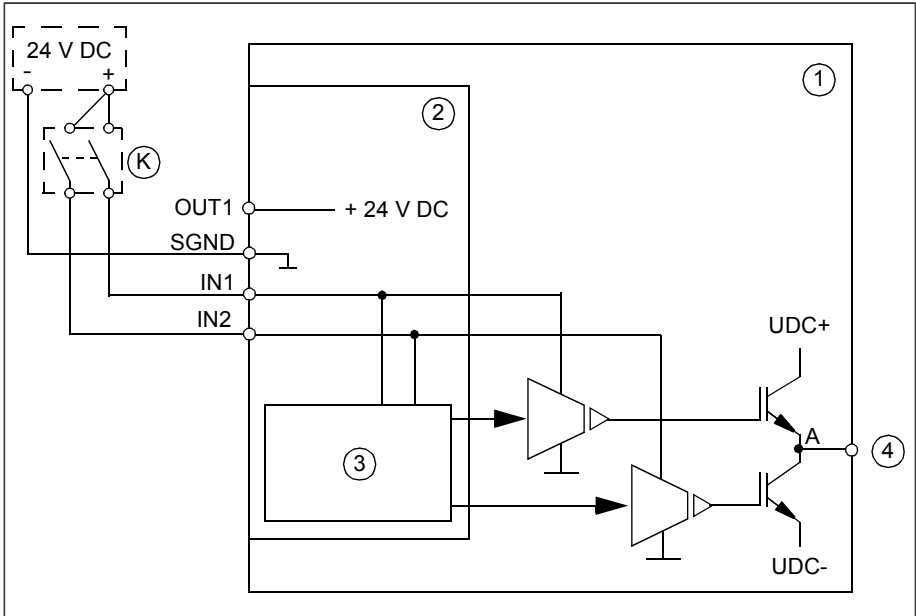 24 V DC
- +
1
2
K
OUT1
+ 24 V DC
SGND
IN1
IN2
UDC+
A
3
4
UDC-